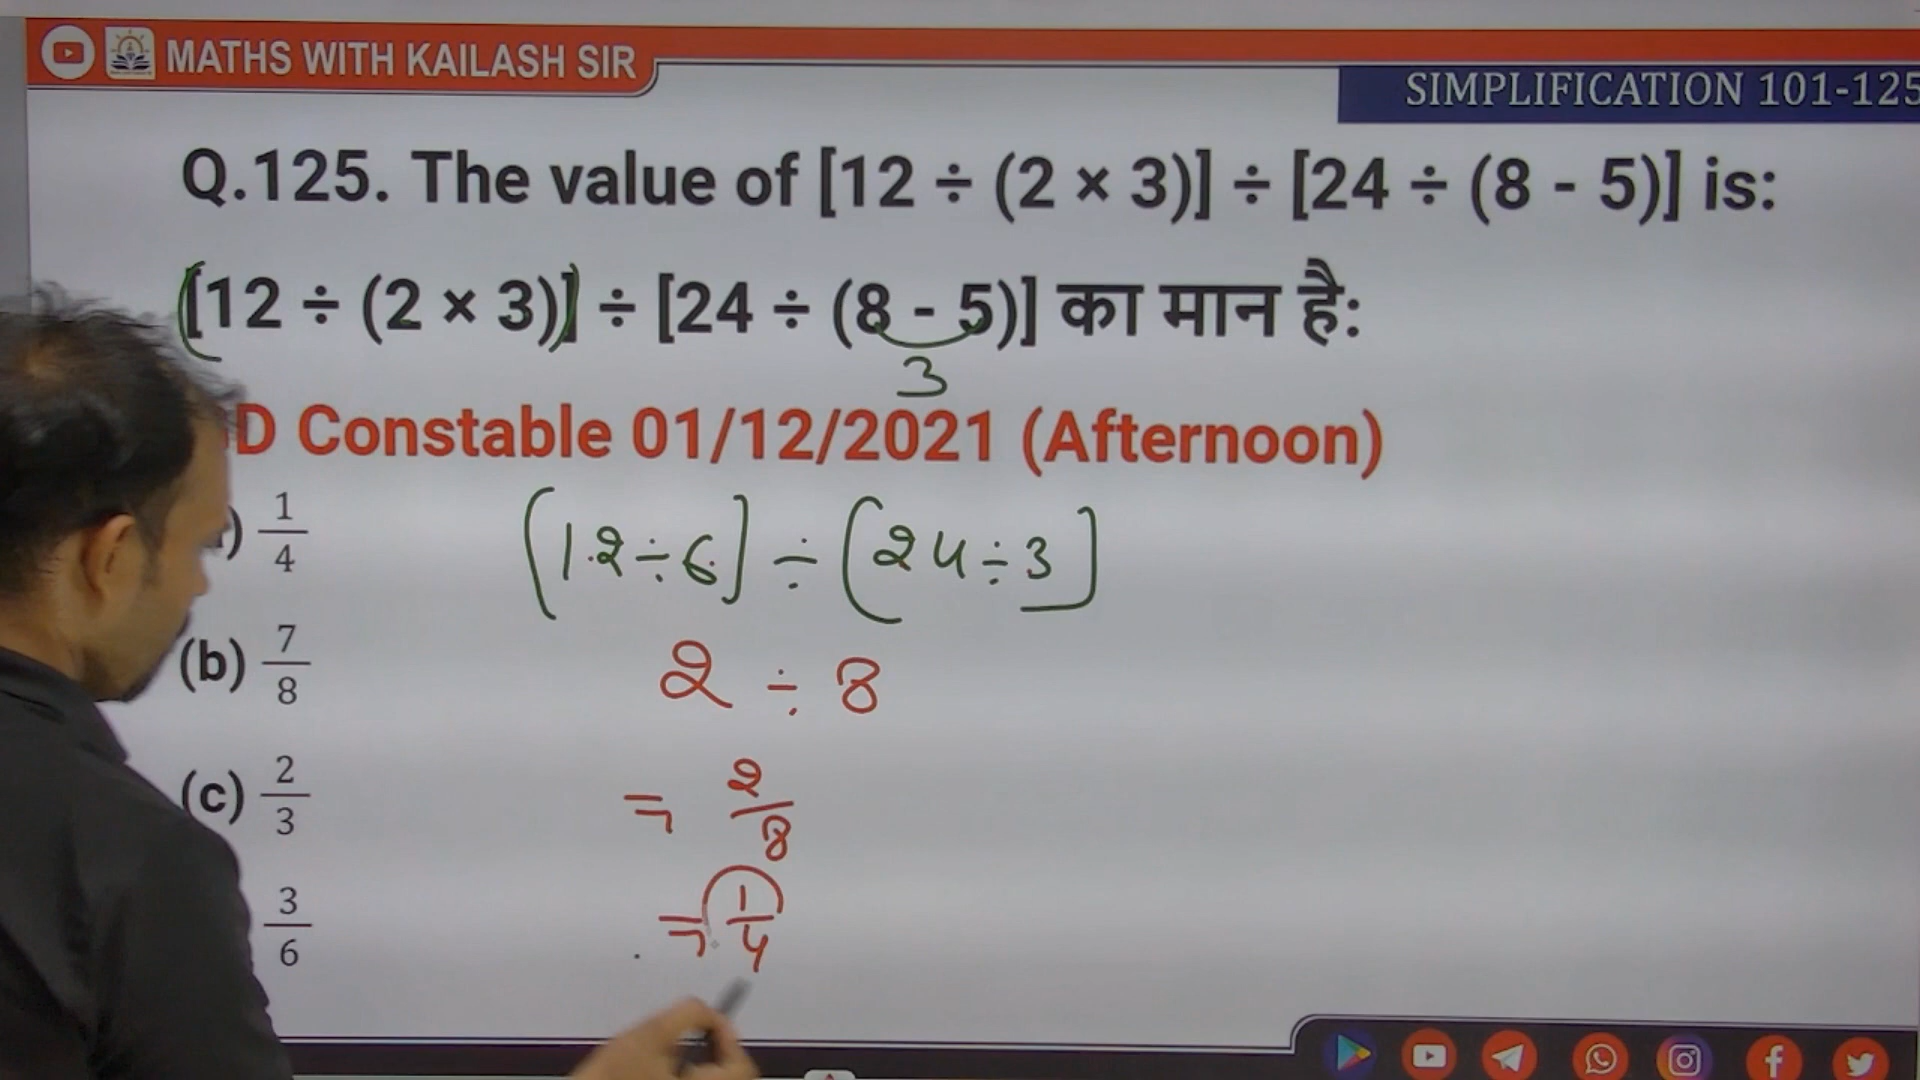 MATHS WITH KAILASH SIR
SIMPLIFICATION 101-125
Q.125. The value of [12 ÷ (2 × 3)] ÷ [24 ÷ (8 - 5)] is:
[12 ÷ (2 × 3)] ÷ [24 ÷ (8 - 5)] का मान है:
3
D Constable 01/12/2021 (Afternoon)
) 1/4
(b) 7/8
(c) 2/3
3/6
[12÷6] ÷ [24÷3]
2 ÷ 8
= 2/8
= 1/4